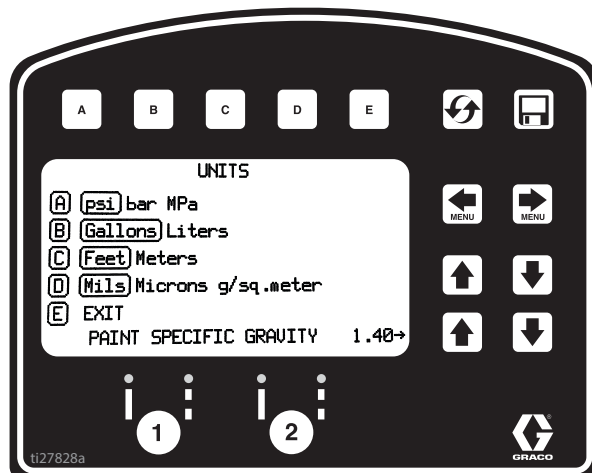 A B C D E
UNITS
MENU MENU
A psi bar MPa
B Gallons Liters
C Feet Meters
D Mils Microns g/sq.meter
E EXIT
PAINT SPECIFIC GRAVITY 1.40→
1 2
ti27828a
GRACO